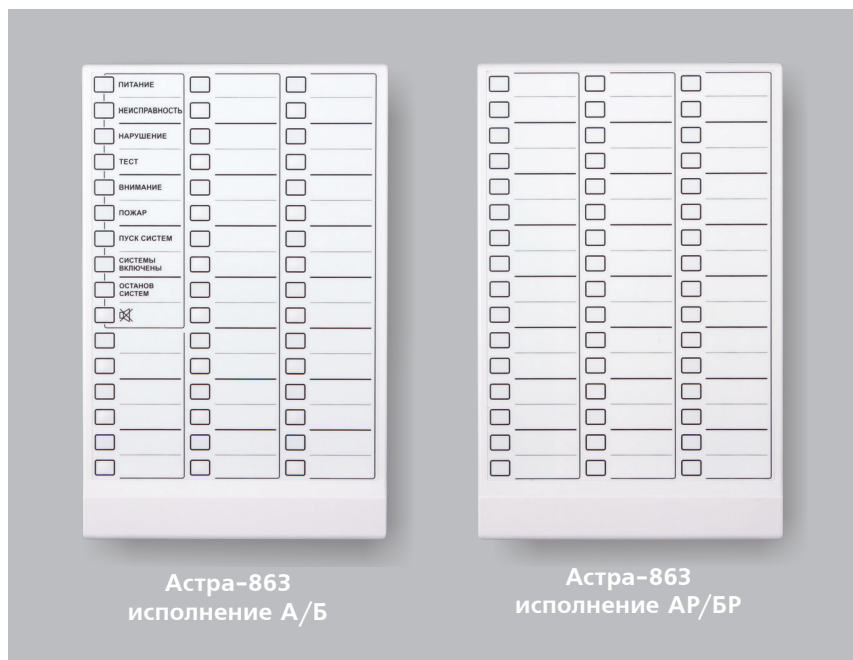 ПИТАНИЕ
НЕИСПРАВНОСТЬ
НАРУШЕНИЕ
ТЕСТ
ВНИМАНИЕ
ПОЖАР
ПУСК СИСТЕМ
СИСТЕМЫ
ВКЛЮЧЕНЫ
ОСТАНОВ
СИСТЕМ
Астра-863
исполнение А/Б
Астра-863
исполнение АР/БР